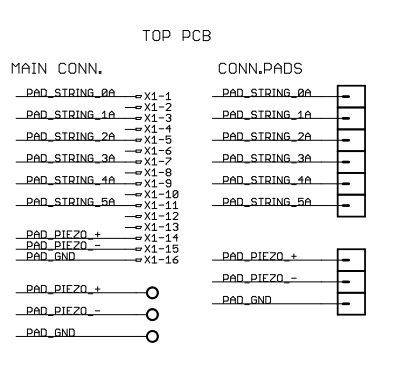 TOP PCB
MAIN CONN.
PAD_STRING_0A X1-1
X1-2
PAD_STRING_1A X1-3
X1-4
PAD_STRING_2A X1-5
X1-6
PAD_STRING_3A X1-7
X1-8
PAD_STRING_4A X1-9
X1-10
PAD_STRING_5A X1-11
X1-12
X1-13
PAD_PIEZO_+ X1-14
PAD_PIEZO_- X1-15
PAD_GND X1-16
PAD_PIEZO_+
PAD_PIEZO_-
PAD_GND
CONN.PADS
PAD_STRING_0A
PAD_STRING_1A
PAD_STRING_2A
PAD_STRING_3A
PAD_STRING_4A
PAD_STRING_5A
PAD_PIEZO_+
PAD_PIEZO_-
PAD_GND